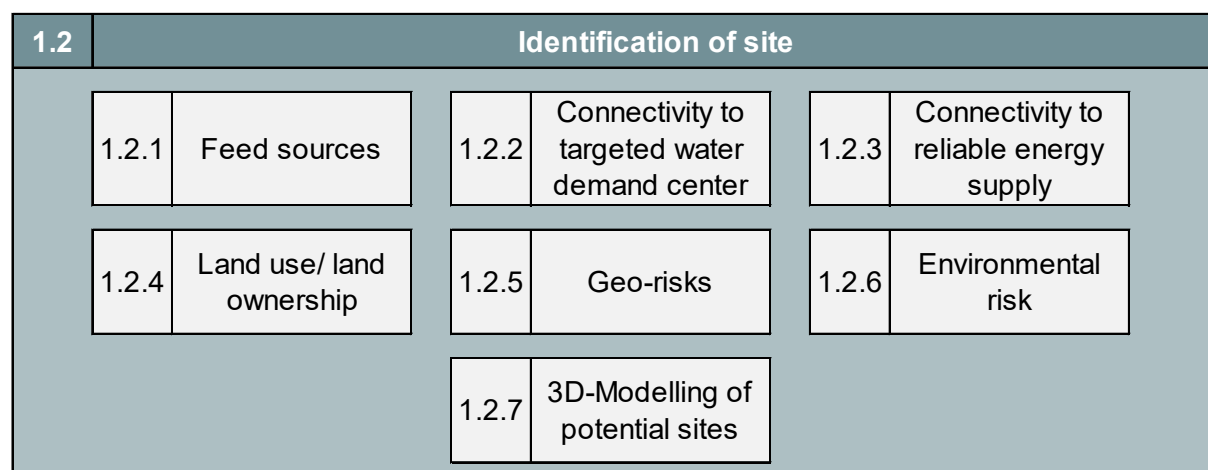 1.2 Identification of site
1.2.1 Feed sources
1.2.2 Connectivity to
targeted water
demand center
1.2.3 Connectivity to
reliable energy
supply
1.2.4 Land use/ land
ownership
1.2.5 Geo-risks
1.2.6 Environmental
risk
1.2.7 3D-Modelling of
potential sites